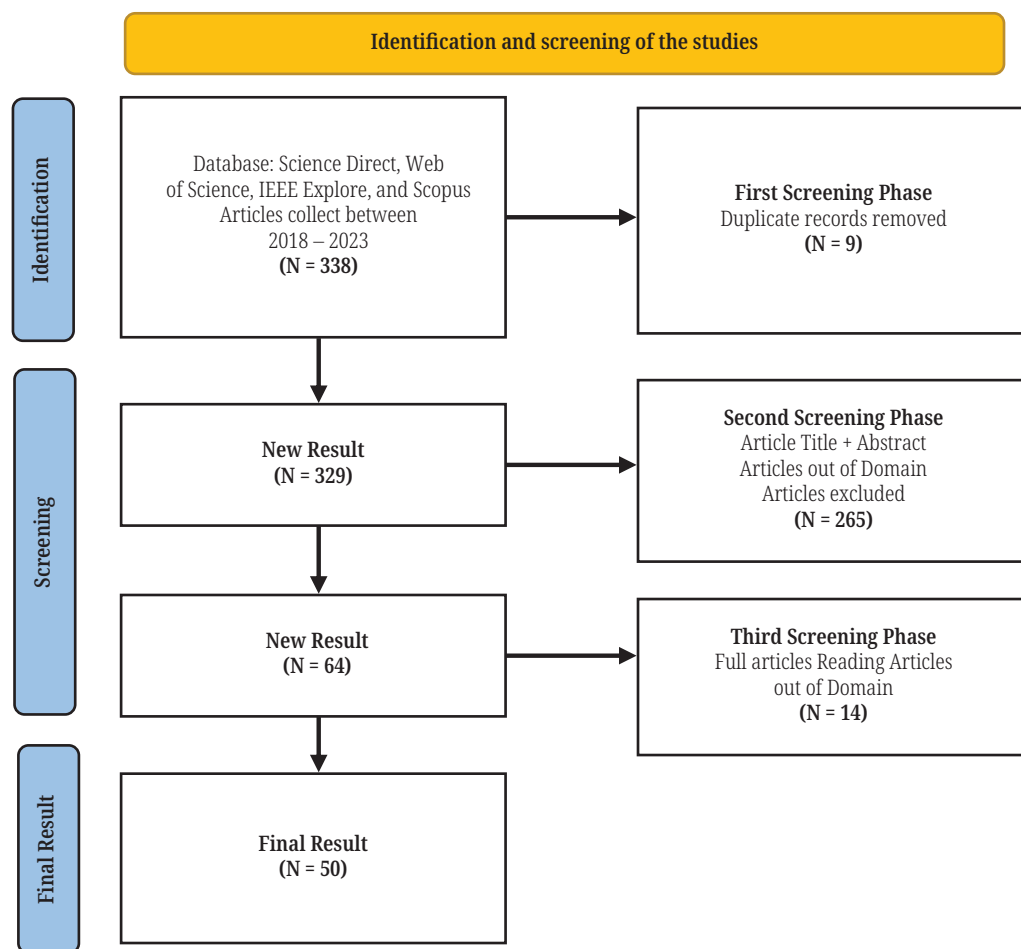 Identification and screening of the studies
Identification
Database: Science Direct, Web
of Science, IEEE Explore, and Scopus
Articles collect between
2018 – 2023
(N = 338)
First Screening Phase
Duplicate records removed
(N = 9)
Screening
New Result
(N = 329)
Second Screening Phase
Article Title + Abstract
Articles out of Domain
Articles excluded
(N = 265)
New Result
(N = 64)
Third Screening Phase
Full articles Reading Articles
out of Domain
(N = 14)
Final Result
Final Result
(N = 50)